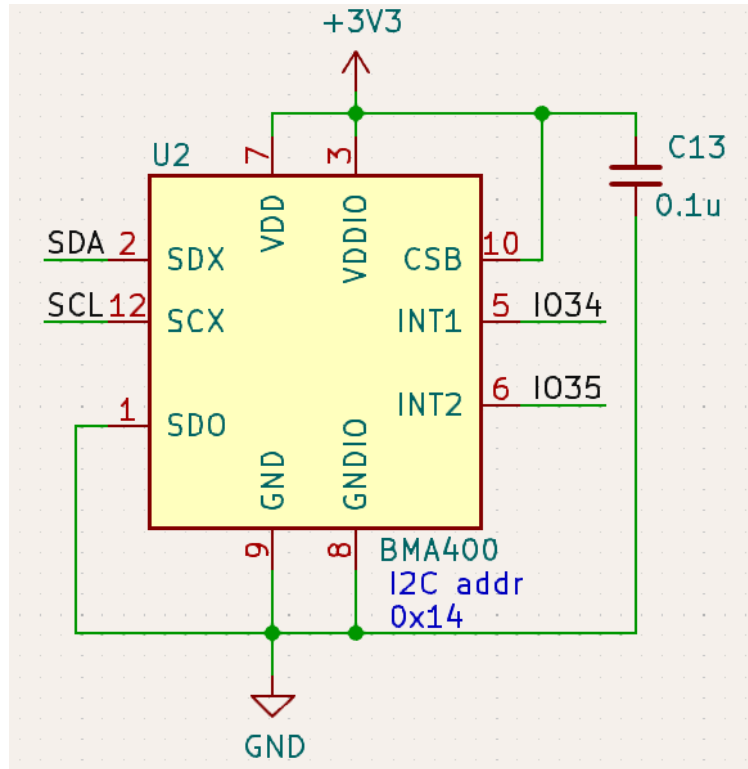 +3V3
U2
7
3
C13
0.1u
VDD
VDDIO
SDA 2
SDX
CSB
10
SCL 12
SCX
INT1
5 IO34
1
SDO
INT2
6 IO35
GND
GNDIO
9
8
BMA400
I2C addr
0x14
GND